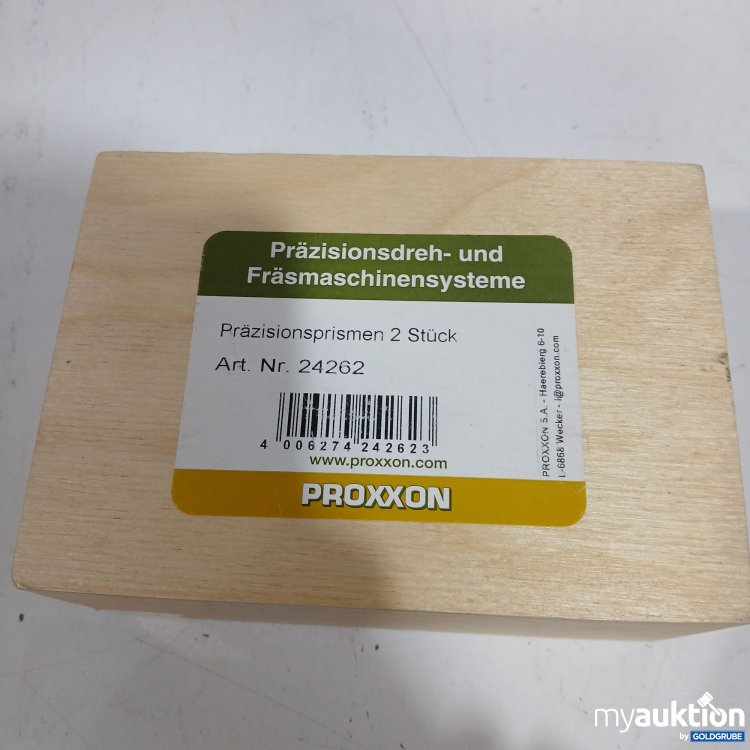 Präzisionsdreh- und
Fräsmaschinensysteme
Präzisionsprismen 2 Stück
Art. Nr. 24262
4 006274 242623
www.proxxon.com
PROXXON
PROXXON S.A. - Haerebierg 6-10
L-6868 Wecker - i@proxxon.com
myauktion
by GOLDGRUBE